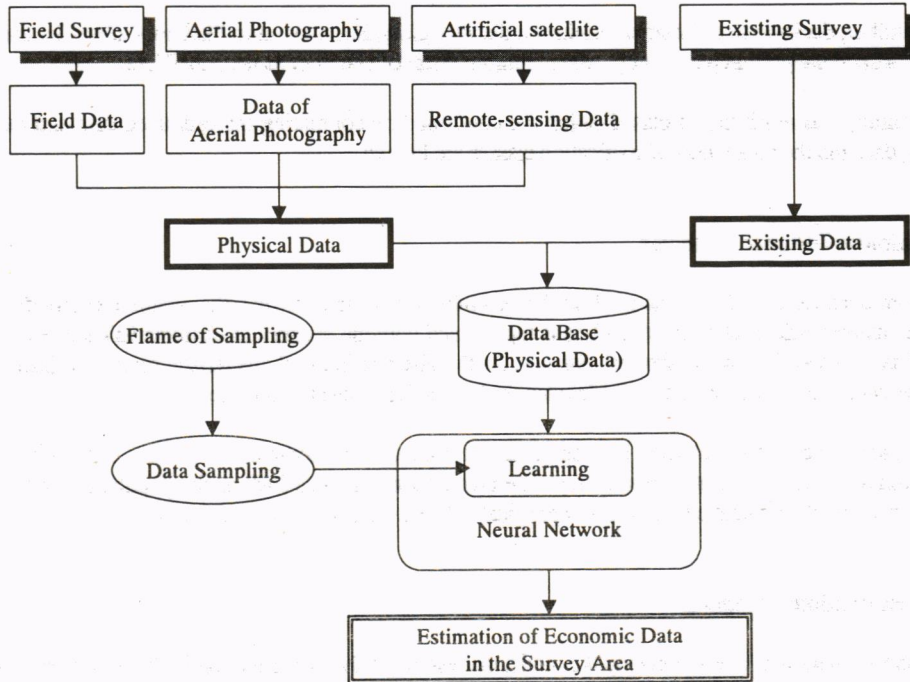 Field Survey
Aerial Photography
Artificial satellite
Existing Survey
Field Data
Data of
Aerial Photography
Remote-sensing Data
Physical Data
Existing Data
Flame of Sampling
Data Base
(Physical Data)
Data Sampling
Learning
Neural Network
Estimation of Economic Data
in the Survey Area